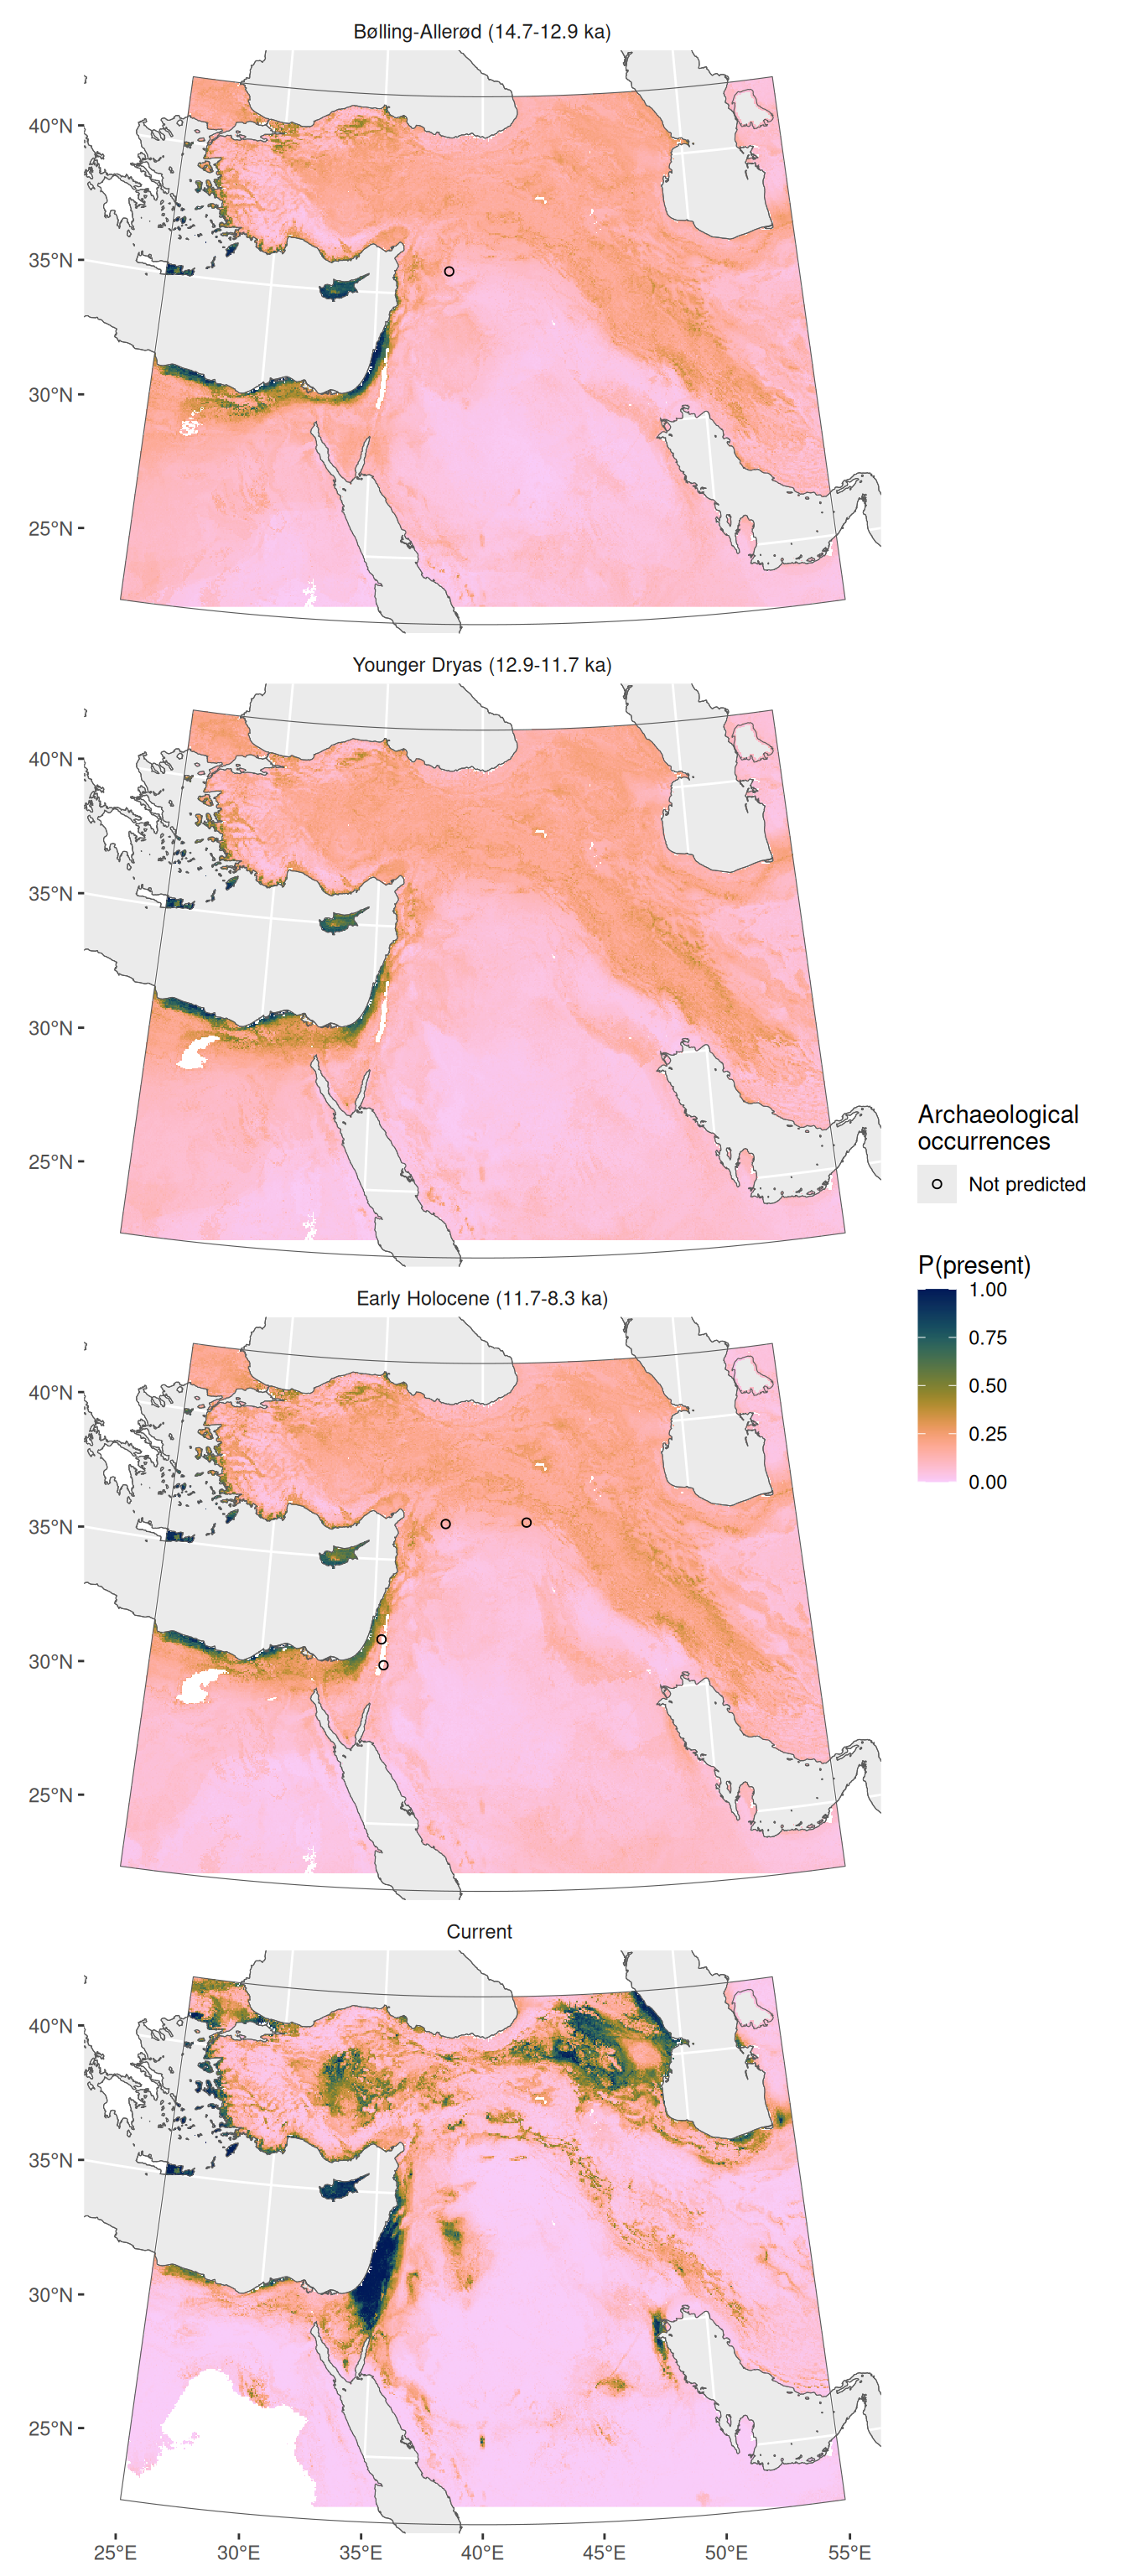 Bølling-Allerød (14.7-12.9 ka)
40°N
35°N
30°N
25°N
Younger Dryas (12.9-11.7 ka)
40°N
35°N
30°N
25°N
Archaeological
occurrences
Not predicted
P(present)
1.00
0.75
0.50
0.25
0.00
Early Holocene (11.7-8.3 ka)
40°N
35°N
30°N
25°N
Current
40°N
35°N
30°N
25°N
25°E
30°E
35°E
40°E
45°E
50°E
55°E